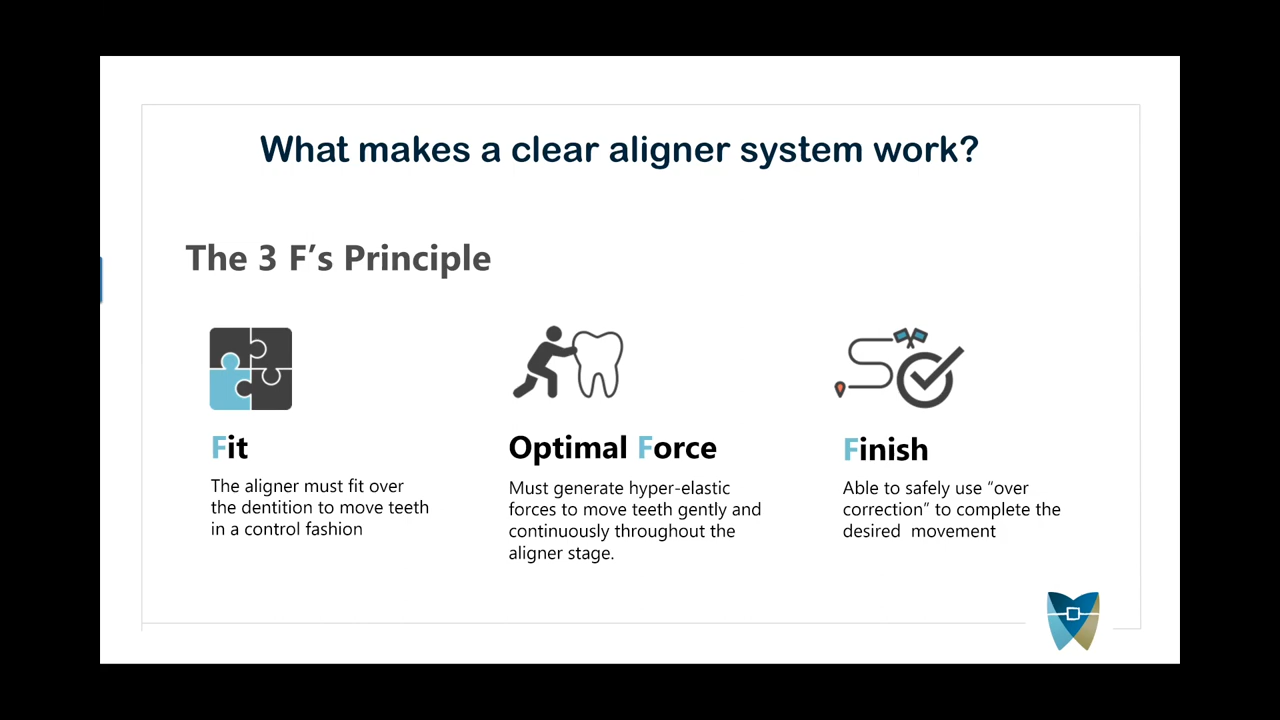 What makes a clear aligner system work?
The 3 F’s Principle
Fit
The aligner must fit over
the dentition to move teeth
in a control fashion
Optimal Force
Must generate hyper-elastic
forces to move teeth gently and
continuously throughout the
aligner stage.
Finish
Able to safely use “over
correction” to complete the
desired  movement